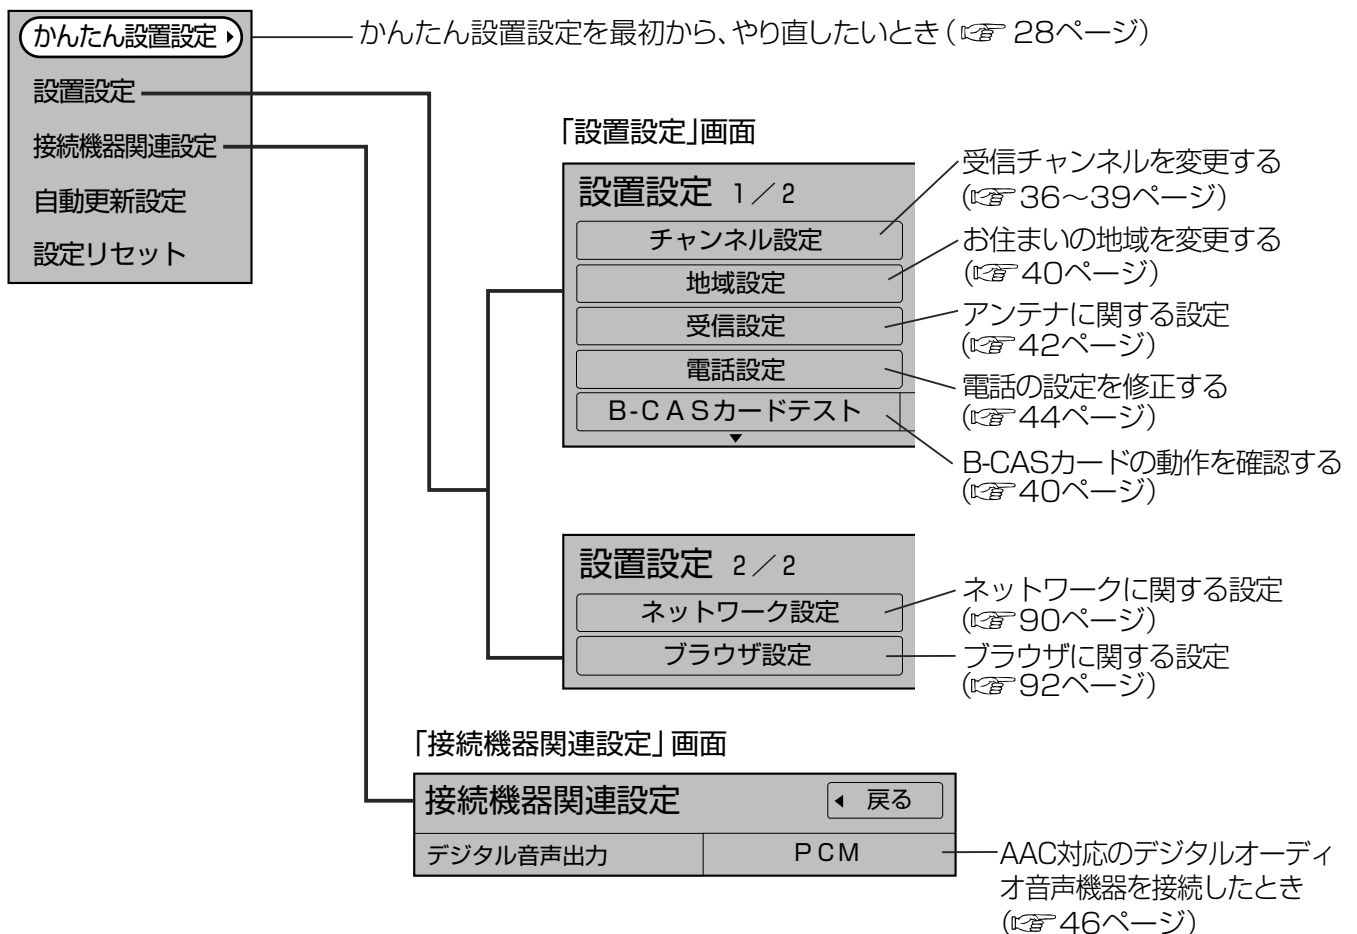 かんたん設置設定
かんたん設置設定を最初から、やり直したいとき(☞ 28ページ)
設置設定
接続機器関連設定
自動更新設定
設定リセット
「設置設定」画面
設置設定 1／2
チャンネル設定
地域設定
受信設定
電話設定
B-CASカードテスト
受信チャンネルを変更する
(☞36〜39ページ)
お住まいの地域を変更する
(☞40ページ)
アンテナに関する設定
(☞42ページ)
電話の設定を修正する
(☞44ページ)
B-CASカードの動作を確認する
(☞40ページ)
設置設定 2／2
ネットワーク設定
ブラウザ設定
ネットワークに関する設定
(☞90ページ)
ブラウザに関する設定
(☞92ページ)
「接続機器関連設定」画面
接続機器関連設定
戻る
デジタル音声出力
PCM
AAC対応のデジタルオーディ
オ音声機器を接続したとき
(☞46ページ)